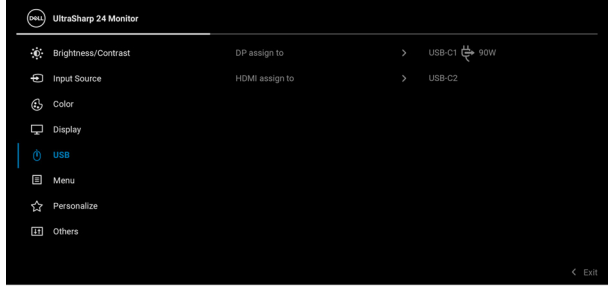 DELL UltraSharp 24 Monitor
Brightness/Contrast DP assign to > USB-C1 90W
Input Source HDMI assign to > USB-C2
Color
Display
USB
Menu
Personalize
Others
< Exit